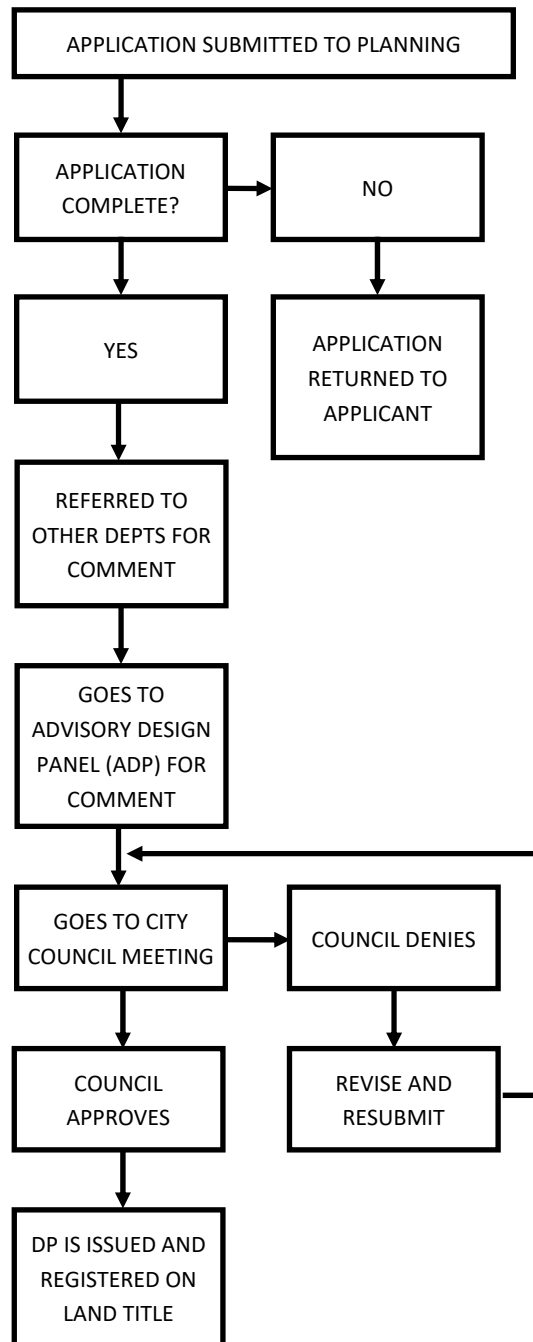 APPLICATION SUBMITTED TO PLANNING
APPLICATION
COMPLETE?
NO
YES
APPLICATION
RETURNED TO
APPLICANT
REFERRED TO
OTHER DEPTS FOR
COMMENT
GOES TO
ADVISORY DESIGN
PANEL (ADP) FOR
COMMENT
GOES TO CITY
COUNCIL MEETING
COUNCIL DENIES
COUNCIL
APPROVES
REVISE AND
RESUBMIT
DP IS ISSUED AND
REGISTERED ON
LAND TITLE